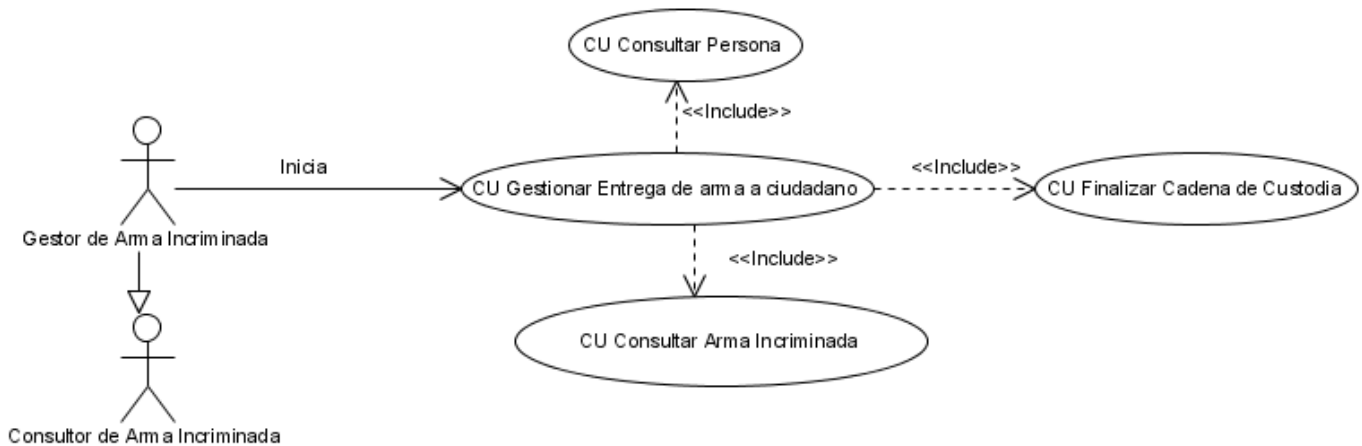 CU Consultar Persona
<<Include>>
Inicia
<<Include>>
CU Gestionar Entrega de arma a ciudadano
CU Finalizar Cadena de Custodia
Gestor de Arma Incriminada
<<Include>>
CU Consultar Arma Incriminada
Consultor de Arma Incriminada